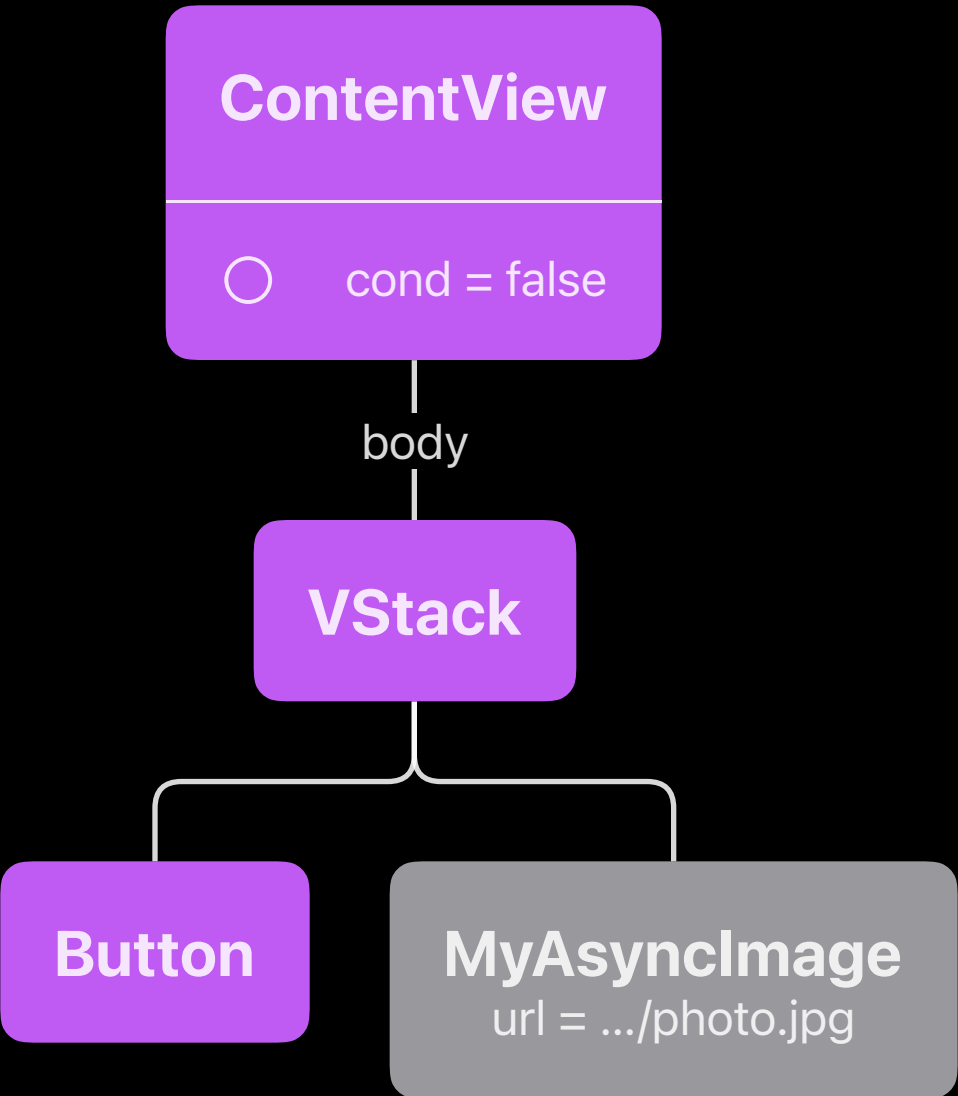 ContentView
cond = false
body
VStack
Button
MyAsyncImage
url = .../photo.jpg